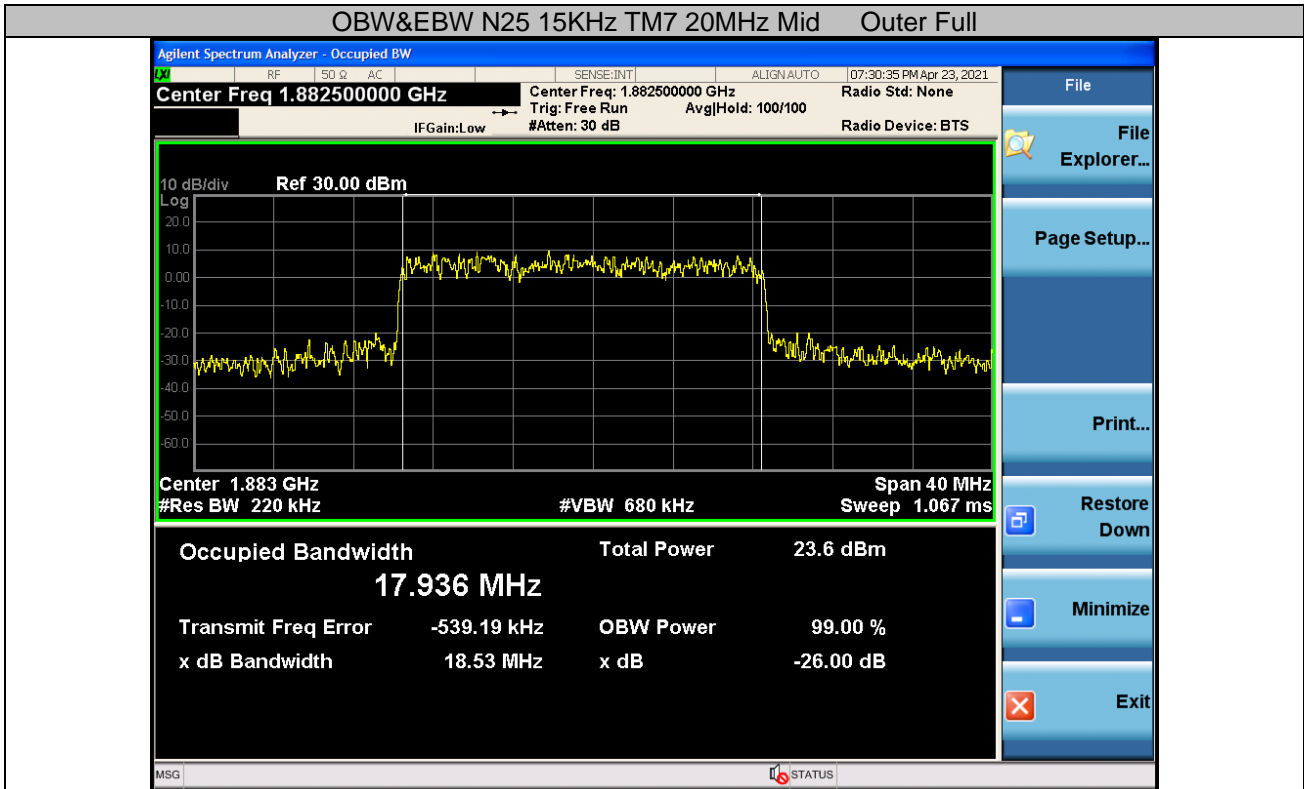 OBW&EBW N25 15KHz TM7 20MHz Mid Outer Full
Agilent Spectrum Analyzer - Occupied BW
LXI RF 50 Ω AC SENSE:INT ALIGN AUTO 07:30:35 PM Apr 23, 2021
Center Freq 1.882500000 GHz
Center Freq: 1.882500000 GHz
Radio Std: None
Trig: Free Run Avg|Hold: 100/100
IFGain:Low #Atten: 30 dB Radio Device: BTS
10 dB/div Ref 30.00 dBm
Log
20.0
10.0
0.00
-10.0
-20.0
-30.0
-40.0
-50.0
-60.0
Center 1.883 GHz Span 40 MHz
#Res BW 220 kHz #VBW 680 kHz Sweep 1.067 ms
Occupied Bandwidth Total Power 23.6 dBm
17.936 MHz
Transmit Freq Error -539.19 kHz OBW Power 99.00 %
x dB Bandwidth 18.53 MHz x dB -26.00 dB
MSG STATUS
File
File
Explorer...
Page Setup...
Print...
Restore
Down
Minimize
Exit